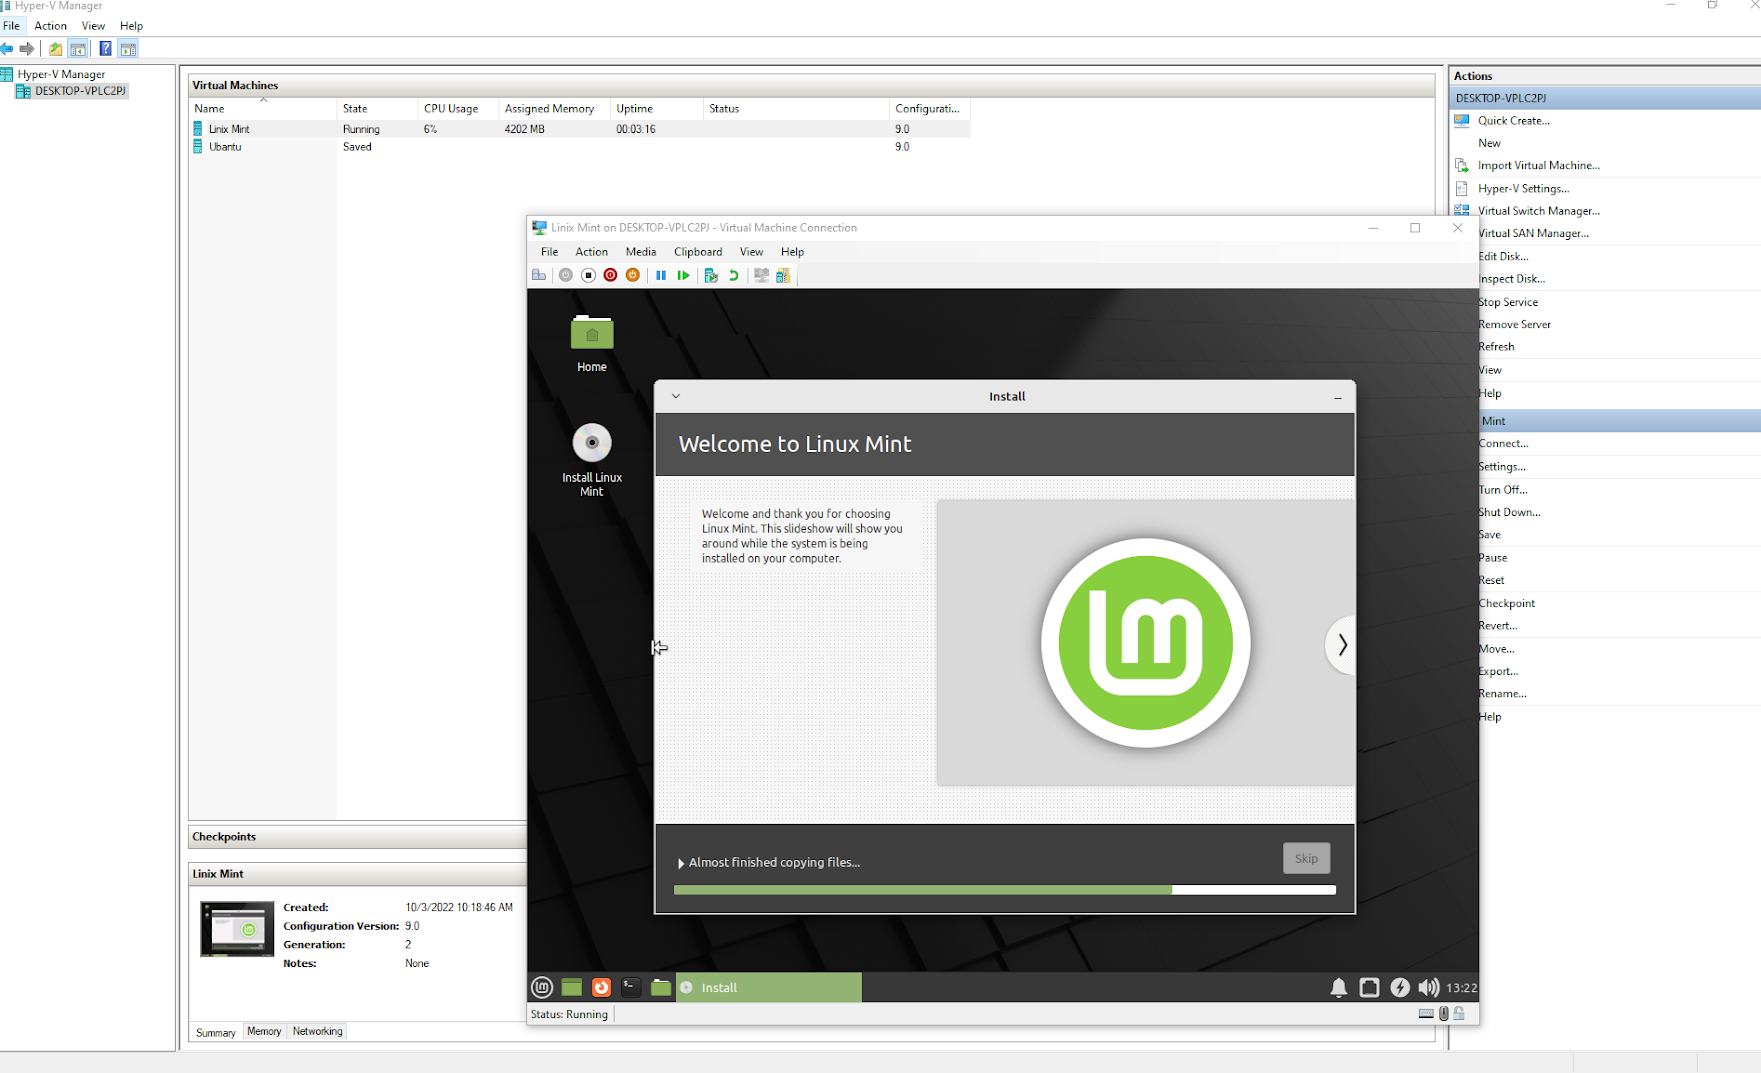 Hyper-V Manager
File Action View Help
Hyper-V Manager
DESKTOP-VPLC2PJ
Virtual Machines
Name State CPU Usage Assigned Memory Uptime Status Configurati...
Linix Mint Running 6% 4202 MB 00:03:16 9.0
Ubantu Saved 9.0
Checkpoints
Linix Mint
Created: 10/3/2022 10:18:46 AM
Configuration Version: 9.0
Generation: 2
Notes: None
Summary Memory Networking
Linix Mint on DESKTOP-VPLC2PJ - Virtual Machine Connection
File Action Media Clipboard View Help
Home
Install Linux
Mint
Install
Welcome to Linux Mint
Welcome and thank you for choosing
Linux Mint. This slideshow will show you
around while the system is being
installed on your computer.
Almost finished copying files...
Skip
Install
13:22
Status: Running
Actions
DESKTOP-VPLC2PJ
Quick Create...
New
Import Virtual Machine...
Hyper-V Settings...
Virtual Switch Manager...
Virtual SAN Manager...
Edit Disk...
Inspect Disk...
Stop Service
Remove Server
Refresh
View
Help
Mint
Connect...
Settings...
Turn Off...
Shut Down...
Save
Pause
Reset
Checkpoint
Revert...
Move...
Export...
Rename...
Help